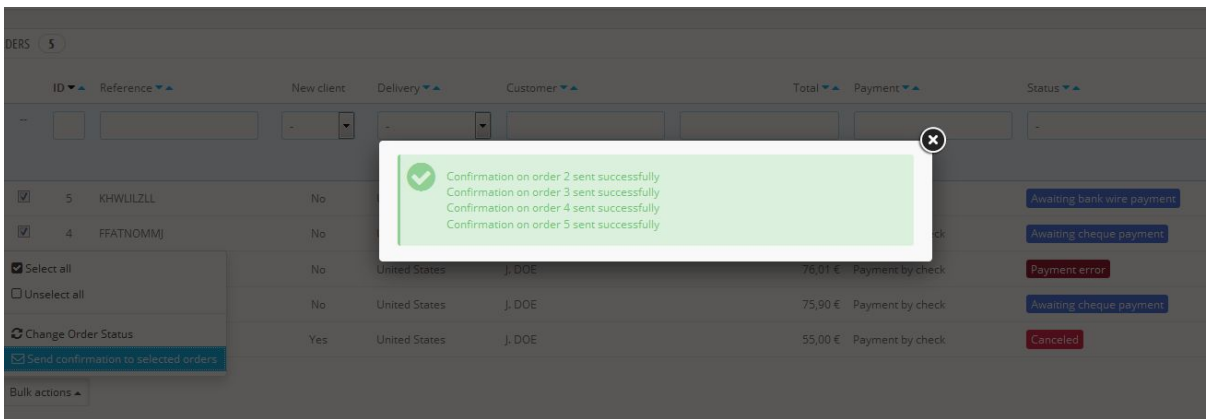 DERS 5
ID Reference New client Delivery Customer Total Payment Status
-- - - -
Confirmation on order 2 sent successfully
Confirmation on order 3 sent successfully
Confirmation on order 4 sent successfully
Confirmation on order 5 sent successfully
5 KHWLILZLL No Awaiting bank wire payment
4 FFATNOMMJ No eck Awaiting cheque payment
Select all
No United States J. DOE 76,01 € Payment by check Payment error
Unselect all
No United States J. DOE 75,90 € Payment by check Awaiting cheque payment
Change Order Status
Yes United States J. DOE 55,00 € Payment by check Canceled
Send confirmation to selected orders
Bulk actions